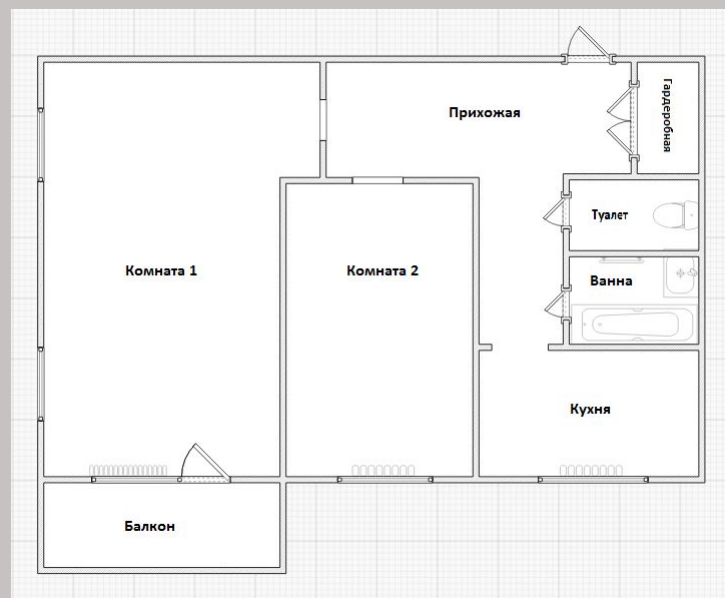 Прихожая
Гардеробная
Туалет
Комната 1
Комната 2
Ванна
Кухня
Балкон